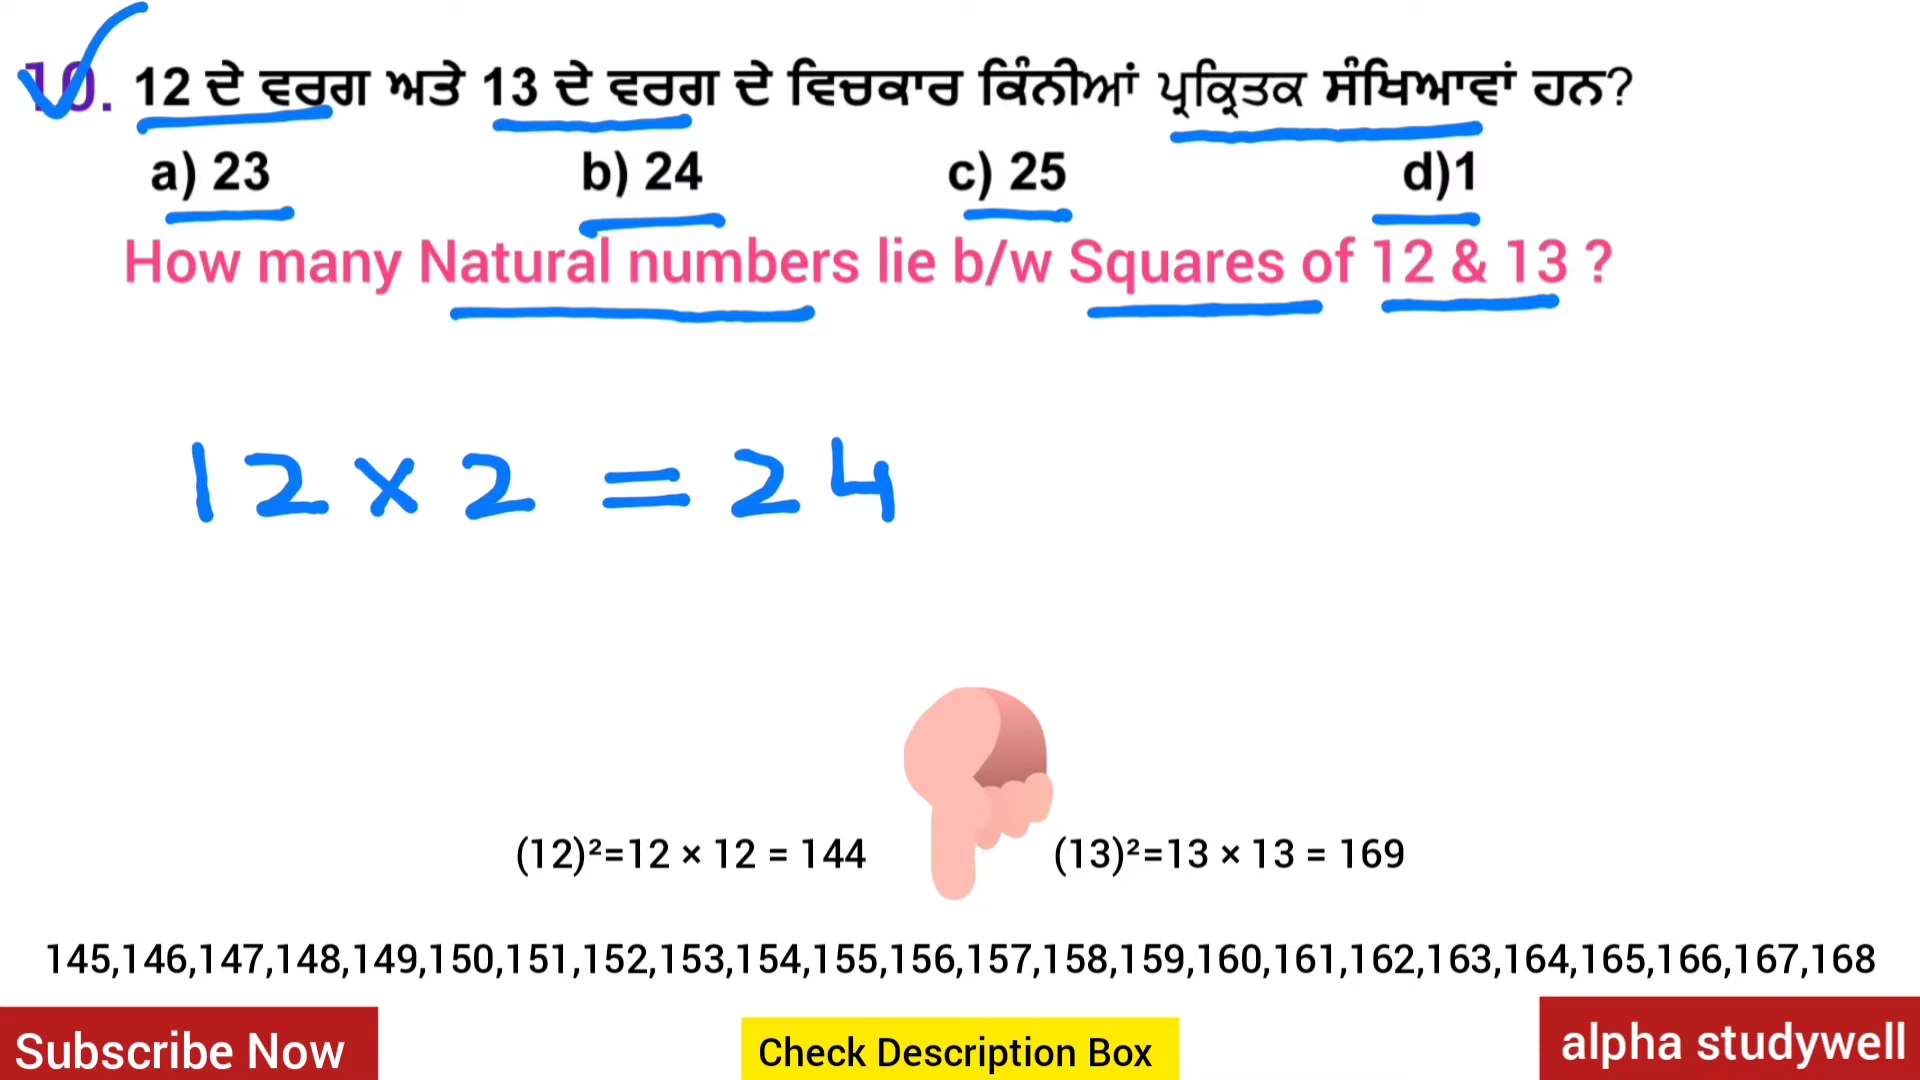 10. 12 ਦੇ ਵਰਗ ਅਤੇ 13 ਦੇ ਵਰਗ ਦੇ ਵਿਚਕਾਰ ਕਿੰਨੀਆਂ ਪ੍ਰਕ੍ਰਿਤਕ ਸੰਖਿਆਵਾਂ ਹਨ?
a) 23 b) 24 c) 25 d)1
How many Natural numbers lie b/w Squares of 12 & 13 ?
12 × 2 = 24
(12)²=12 × 12 = 144 (13)²=13 × 13 = 169
145,146,147,148,149,150,151,152,153,154,155,156,157,158,159,160,161,162,163,164,165,166,167,168
Subscribe Now Check Description Box alpha studywell